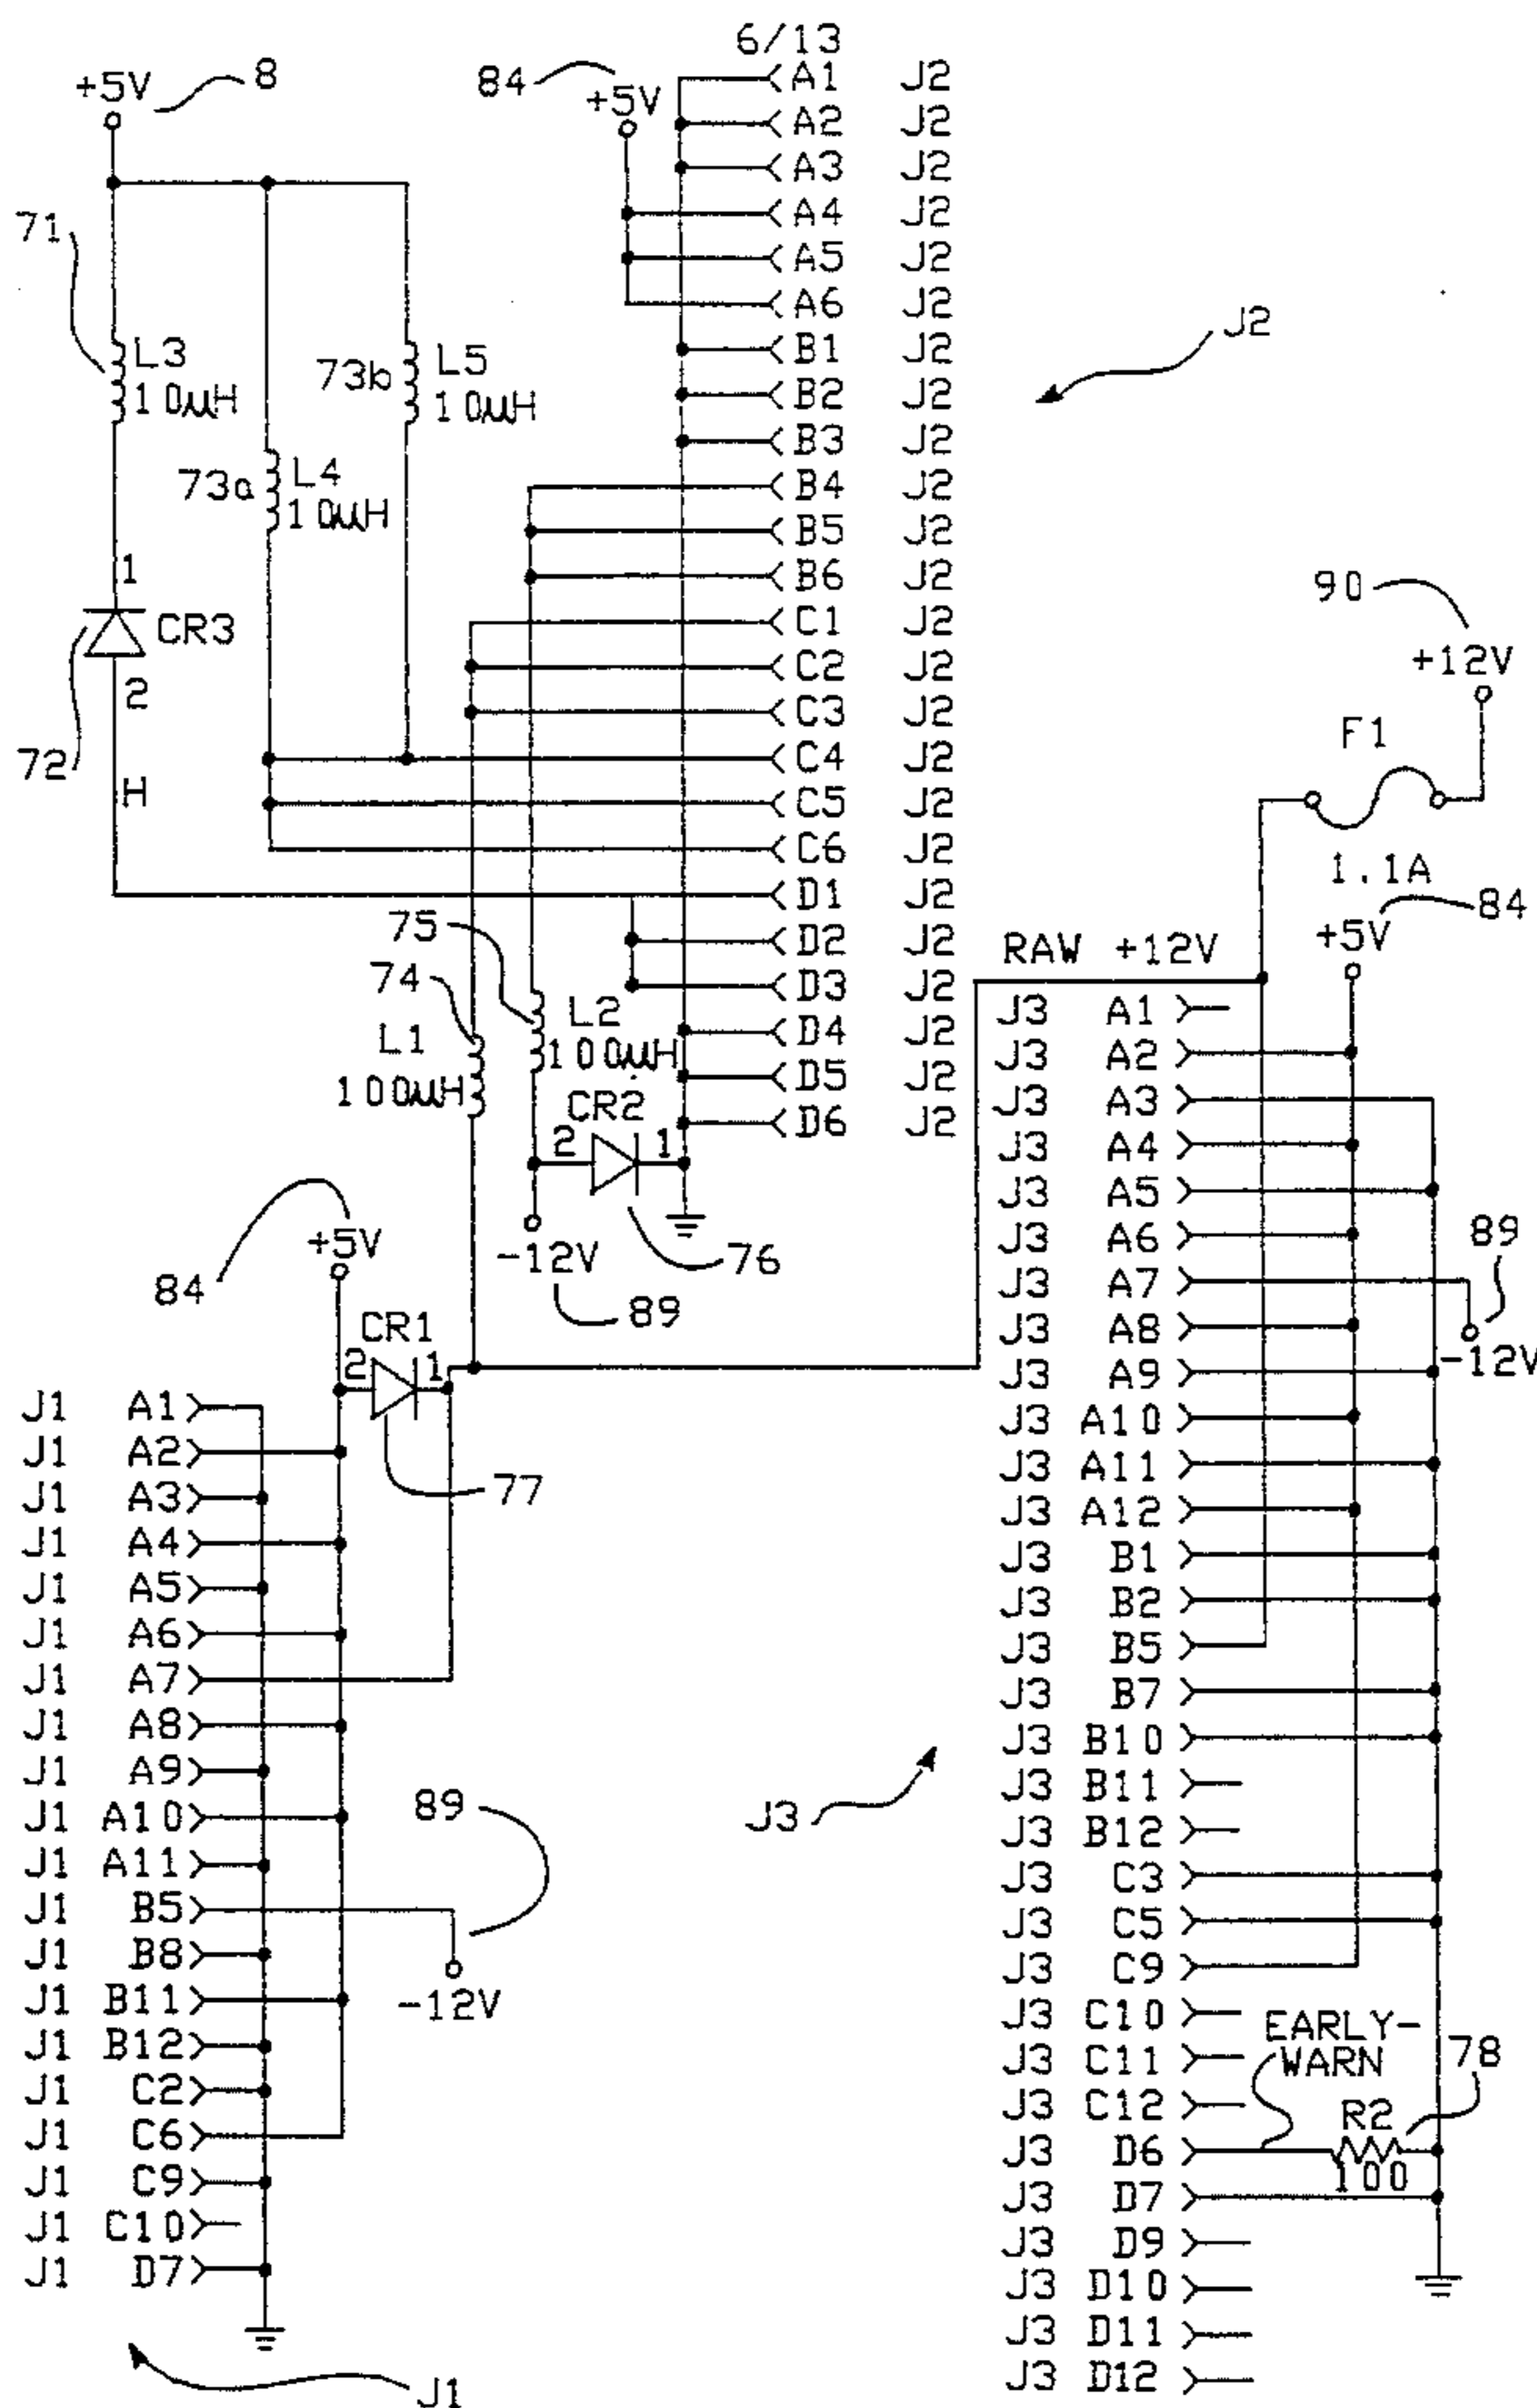 6/13
+5V 8
84 +5V
A1 J2
A2 J2
A3 J2
A4 J2
A5 J2
A6 J2
B1 J2
B2 J2
B3 J2
B4 J2
B5 J2
B6 J2
C1 J2
C2 J2
C3 J2
C4 J2
C5 J2
C6 J2
D1 J2
D2 J2
D3 J2
D4 J2
D5 J2
D6 J2
J2
71
L3
10µH
73b
L5
10µH
73a
L4
10µH
1
CR3
2
72
H
75
74
L1
100µH
L2
100µH
CR2
2 1
-12V
76
89
90
+12V
F1
1.1A
84
+5V
RAW +12V
84
+5V
CR1
2 1
77
J1 A1
J1 A2
J1 A3
J1 A4
J1 A5
J1 A6
J1 A7
J1 A8
J1 A9
J1 A10
J1 A11
J1 B5
J1 B8
J1 B11
J1 B12
J1 C2
J1 C6
J1 C9
J1 C10
J1 D7
89
-12V
J1
J3 A1
J3 A2
J3 A3
J3 A4
J3 A5
J3 A6
J3 A7
J3 A8
J3 A9
J3 A10
J3 A11
J3 A12
J3 B1
J3 B2
J3 B5
J3 B7
J3 B10
J3 B11
J3 B12
J3 C3
J3 C5
J3 C9
J3 C10
J3 C11
J3 C12
J3 D6
J3 D7
J3 D9
J3 D10
J3 D11
J3 D12
89
-12V
J3
EARLY-
WARN
78
R2
100